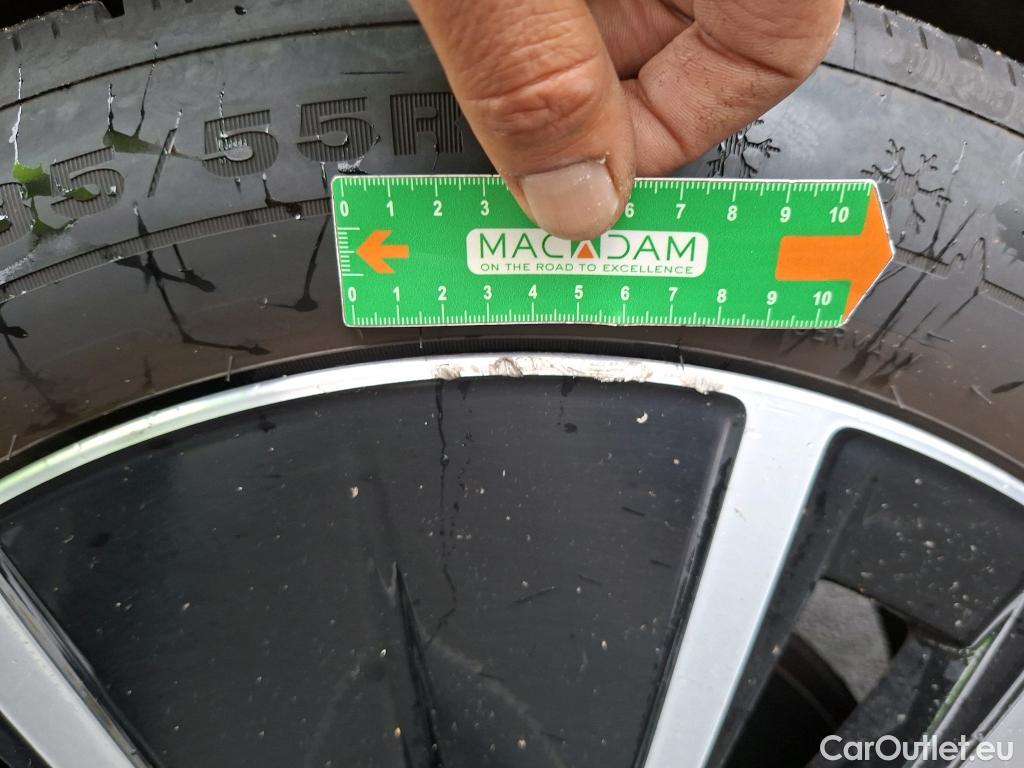 5/55R
0 1 2 3 6 7 8 9 10
MACADAM
ON THE ROAD TO EXCELLENCE
0 1 2 3 4 5 6 7 8 9 10
GERMANY
CarOutlet.eu